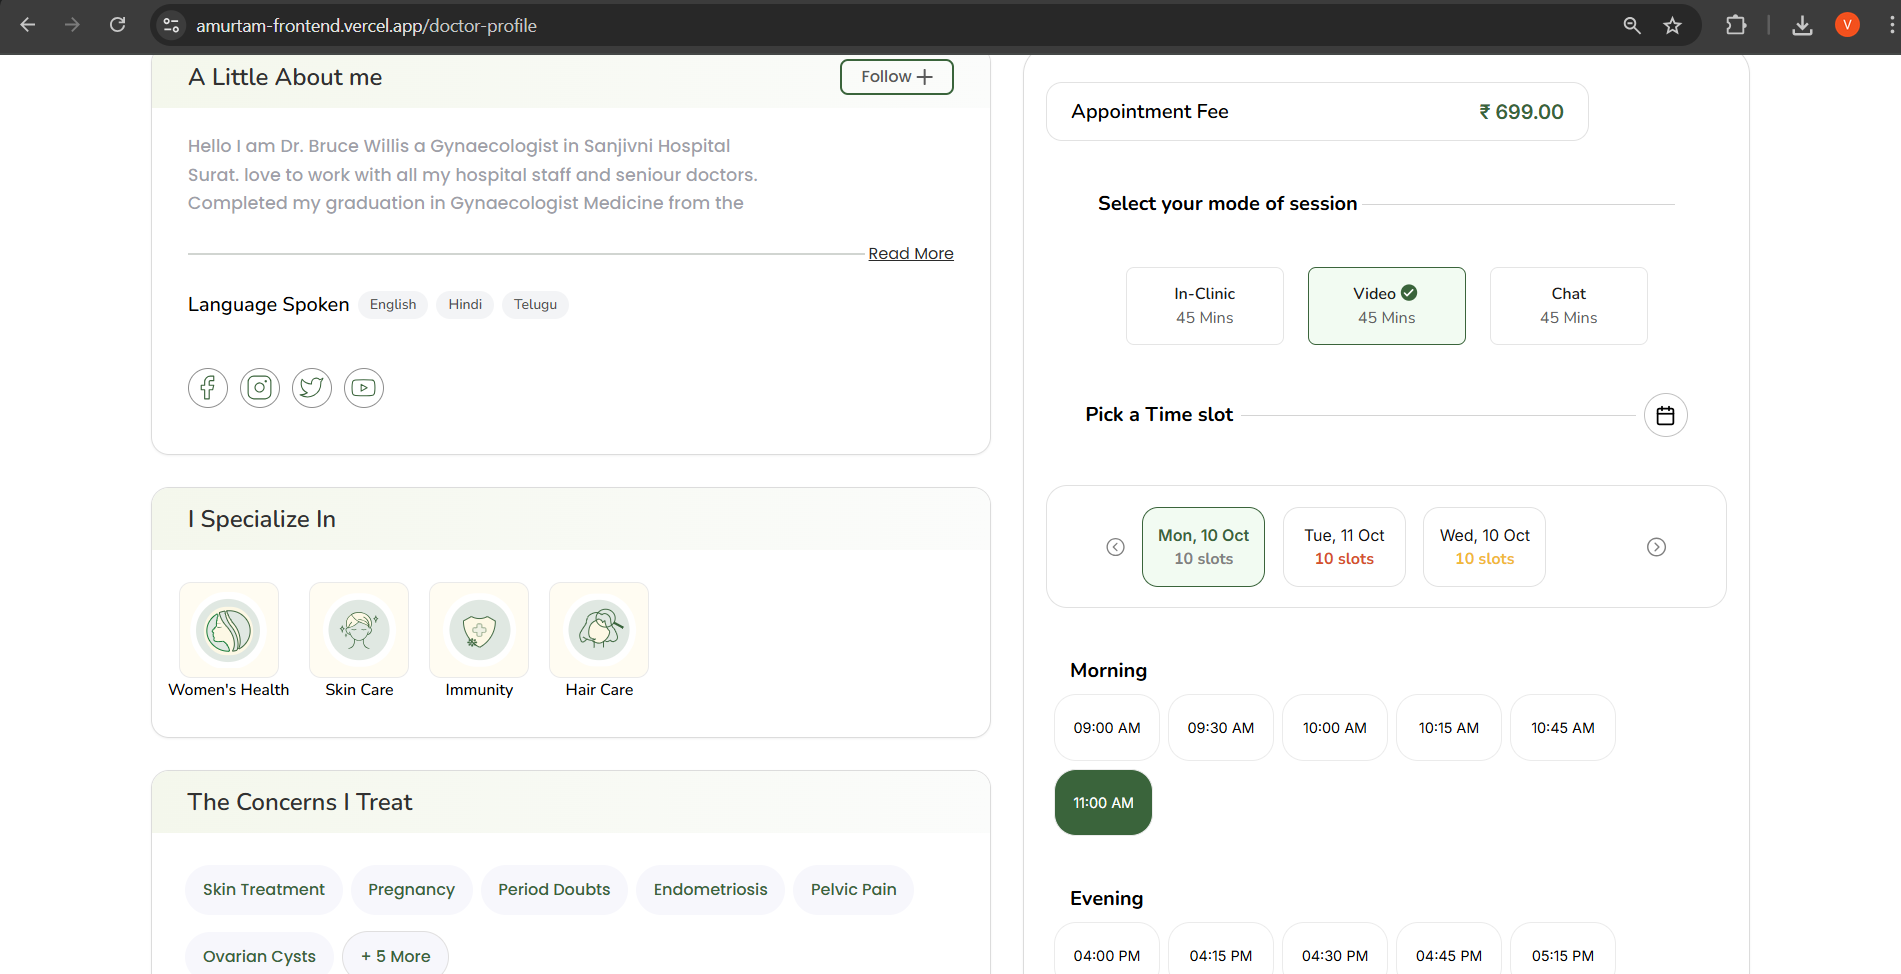 amurtam-frontend.vercel.app/doctor-profile
V
A Little About me
Follow
Hello I am Dr. Bruce Willis a Gynaecologist in Sanjivni Hospital
Surat. love to work with all my hospital staff and seniour doctors.
Completed my graduation in Gynaecologist Medicine from the
Read More
Language Spoken English Hindi Telugu
I Specialize In
Women's Health Skin Care Immunity Hair Care
The Concerns I Treat
Skin Treatment Pregnancy Period Doubts Endometriosis Pelvic Pain
Ovarian Cysts + 5 More
Appointment Fee ₹ 699.00
Select your mode of session
In-Clinic Video Chat
45 Mins 45 Mins 45 Mins
Pick a Time slot
Mon, 10 Oct Tue, 11 Oct Wed, 10 Oct
10 slots 10 slots 10 slots
Morning
09:00 AM 09:30 AM 10:00 AM 10:15 AM 10:45 AM
11:00 AM
Evening
04:00 PM 04:15 PM 04:30 PM 04:45 PM 05:15 PM